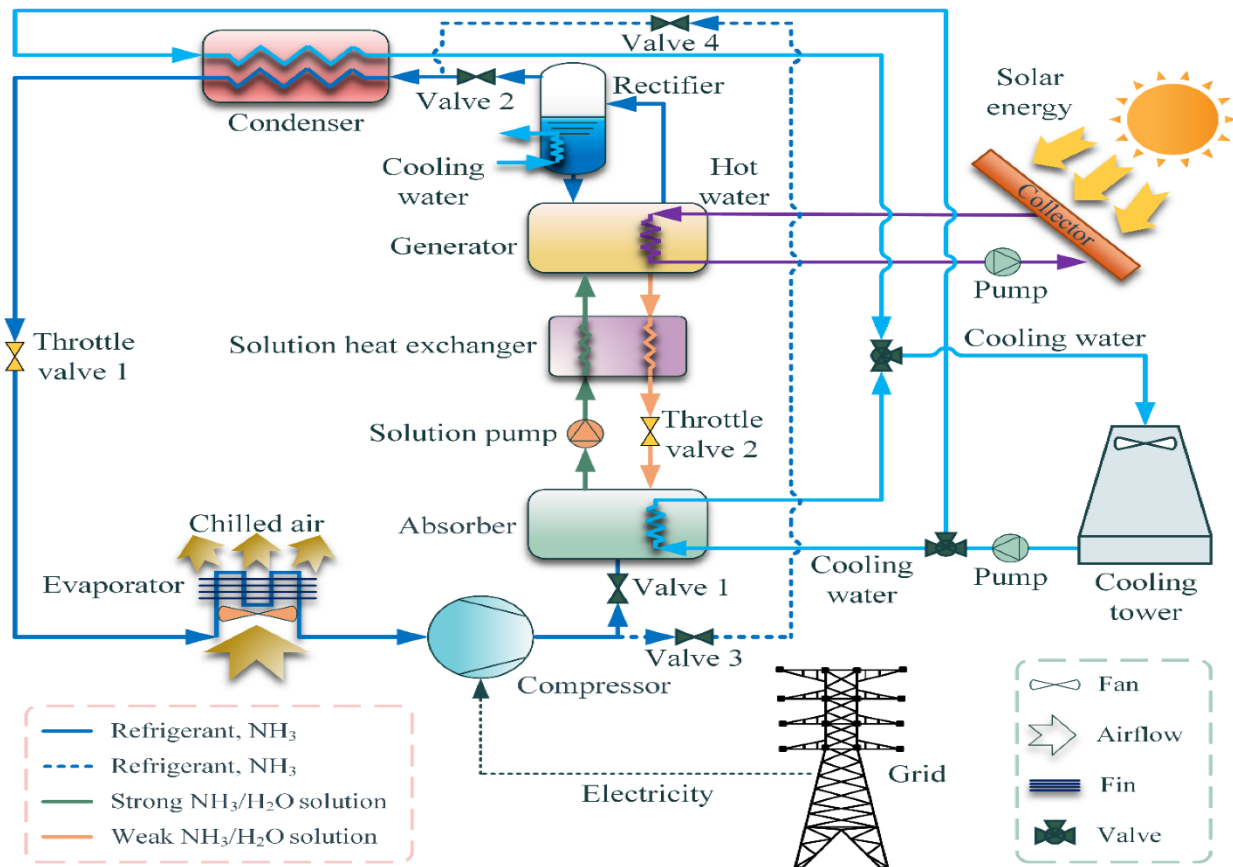 Valve 4
Valve 2
Rectifier
Condenser
Solar
energy
Cooling
water
Hot
water
Collector
Generator
Pump
Throttle
valve 1
Solution heat exchanger
Cooling water
Solution pump
Throttle
valve 2
Chilled air
Absorber
Evaporator
Valve 1
Cooling
water
Pump
Cooling
tower
Valve 3
Compressor
Refrigerant, NH₃
Refrigerant, NH₃
Strong NH₃/H₂O solution
Weak NH₃/H₂O solution
Electricity
Grid
Fan
Airflow
Fin
Valve